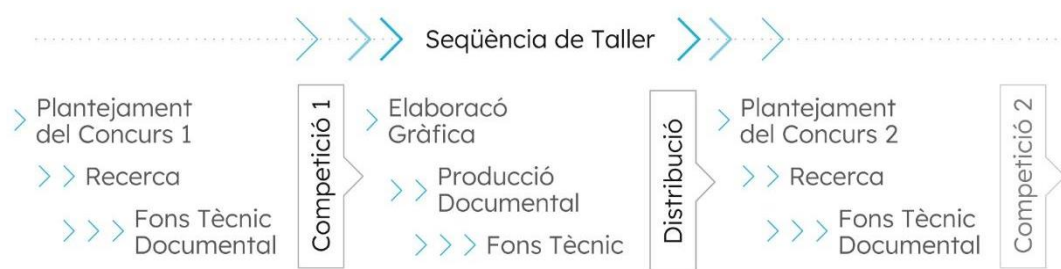 Seqüència de Taller
Plantejament
del Concurs 1
Recerca
Fons Tècnic
Documental
Competició 1
Elaboracó
Gràfica
Producció
Documental
Fons Tècnic
Distribució
Plantejament
del Concurs 2
Recerca
Fons Tècnic
Documental
Competició 2